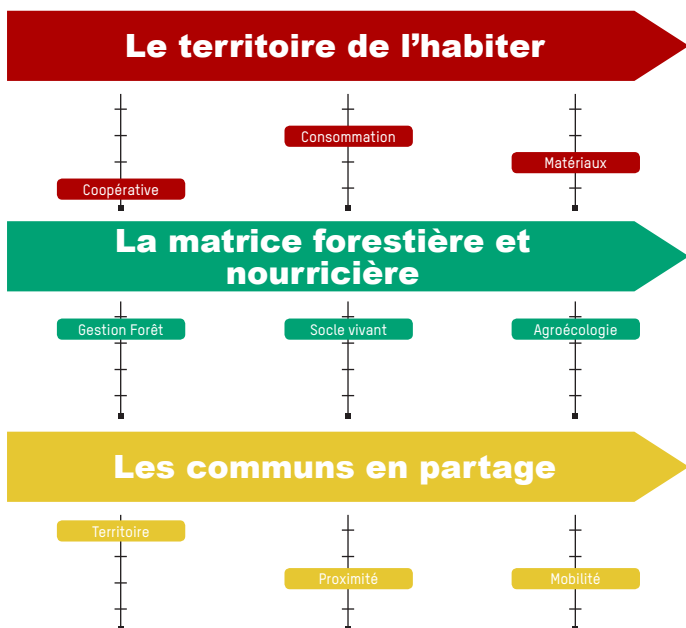 Le territoire de l'habiter
Consommation
Matériaux
Coopérative
La matrice forestière et
nourricière
Gestion Forêt
Socle vivant
Agroécologie
Les communs en partage
Territoire
Proximité
Mobilité